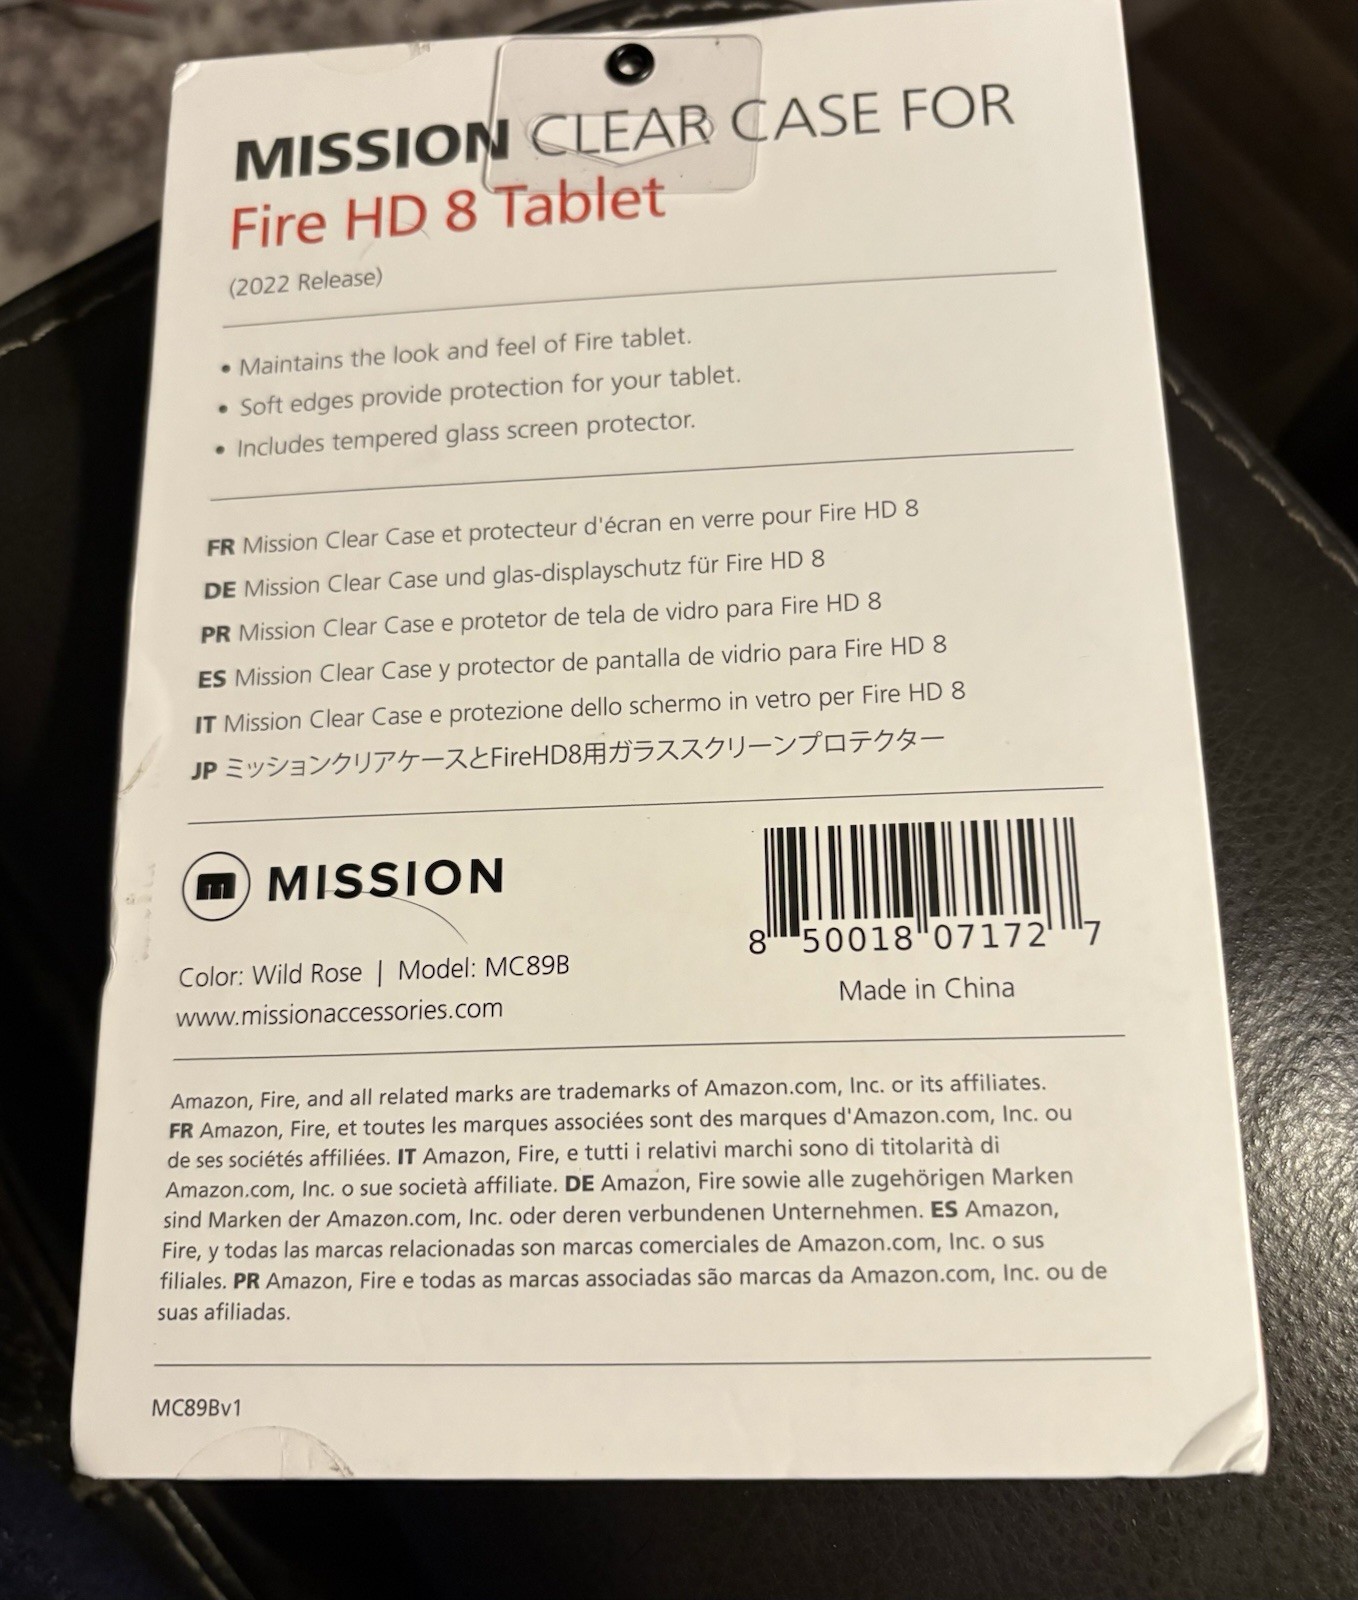 MISSION CLEAR CASE FOR
Fire HD 8 Tablet
(2022 Release)
• Maintains the look and feel of Fire tablet.
• Soft edges provide protection for your tablet.
• Includes tempered glass screen protector.
FR Mission Clear Case et protecteur d'écran en verre pour Fire HD 8
DE Mission Clear Case und glas-displayschutz für Fire HD 8
PR Mission Clear Case e protetor de tela de vidro para Fire HD 8
ES Mission Clear Case y protector de pantalla de vidrio para Fire HD 8
IT Mission Clear Case e protezione dello schermo in vetro per Fire HD 8
JP ミッションクリアケースとFireHD8用ガラススクリーンプロテクター
m MISSION
8 50018 07172 7
Color: Wild Rose | Model: MC89B
Made in China
www.missionaccessories.com
Amazon, Fire, and all related marks are trademarks of Amazon.com, Inc. or its affiliates.
FR Amazon, Fire, et toutes les marques associées sont des marques d'Amazon.com, Inc. ou
de ses sociétés affiliées. IT Amazon, Fire, e tutti i relativi marchi sono di titolarità di
Amazon.com, Inc. o sue società affiliate. DE Amazon, Fire sowie alle zugehörigen Marken
sind Marken der Amazon.com, Inc. oder deren verbundenen Unternehmen. ES Amazon,
Fire, y todas las marcas relacionadas son marcas comerciales de Amazon.com, Inc. o sus
filiales. PR Amazon, Fire e todas as marcas associadas são marcas da Amazon.com, Inc. ou de
suas afiliadas.
MC89Bv1